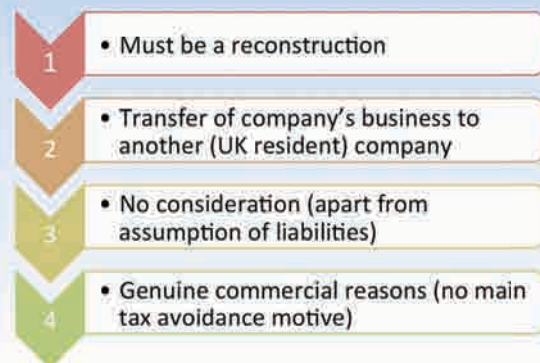 1
• Must be a reconstruction
2
• Transfer of company's business to
another (UK resident) company
3
• No consideration (apart from
assumption of liabilities)
4
• Genuine commercial reasons (no main
tax avoidance motive)